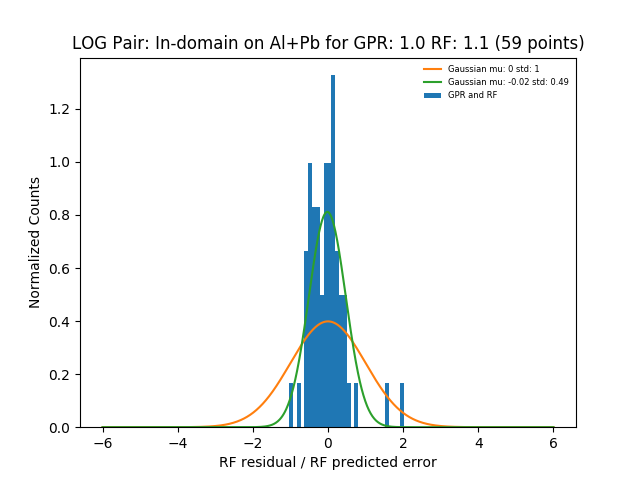 LOG Pair: In-domain on Al+Pb for GPR: 1.0 RF: 1.1 (59 points)
Gaussian mu: 0 std: 1
Gaussian mu: -0.02 std: 0.49
GPR and RF
Normalized Counts
1.2
1.0
0.8
0.6
0.4
0.2
0.0
−6 −4 −2 0 2 4 6
RF residual / RF predicted error